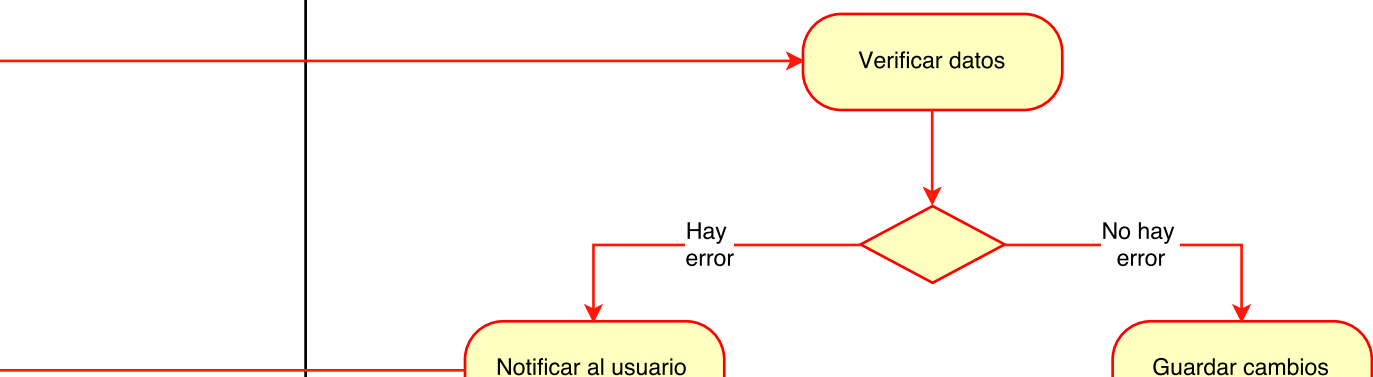 Verificar datos
Hay
error
No hay
error
Notificar al usuario
Guardar cambios